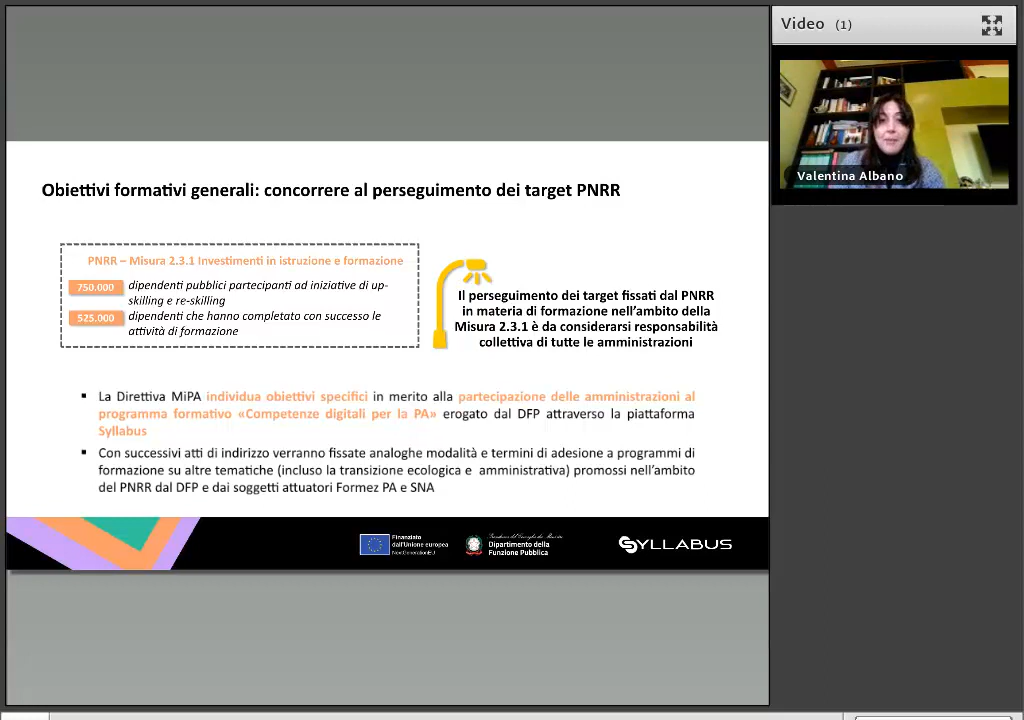 Video (1)
Valentina Albano
Obiettivi formativi generali: concorrere al perseguimento dei target PNRR
PNRR – Misura 2.3.1 Investimenti in istruzione e formazione
750.000 dipendenti pubblici partecipanti ad iniziative di up-
skilling e re-skilling
525.000 dipendenti che hanno completato con successo le
attività di formazione
Il perseguimento dei target fissati dal PNRR
in materia di formazione nell'ambito della
Misura 2.3.1 è da considerarsi responsabilità
collettiva di tutte le amministrazioni
▪ La Direttiva MiPA individua obiettivi specifici in merito alla partecipazione delle amministrazioni al
programma formativo «Competenze digitali per la PA» erogato dal DFP attraverso la piattaforma
Syllabus
▪ Con successivi atti di indirizzo verranno fissate analoghe modalità e termini di adesione a programmi di
formazione su altre tematiche (incluso la transizione ecologica e amministrativa) promossi nell'ambito
del PNRR dal DFP e dai soggetti attuatori Formez PA e SNA
Finanziato
dall'Unione europea
NextGenerationEU
Dipartimento della
Funzione Pubblica
SYLLABUS